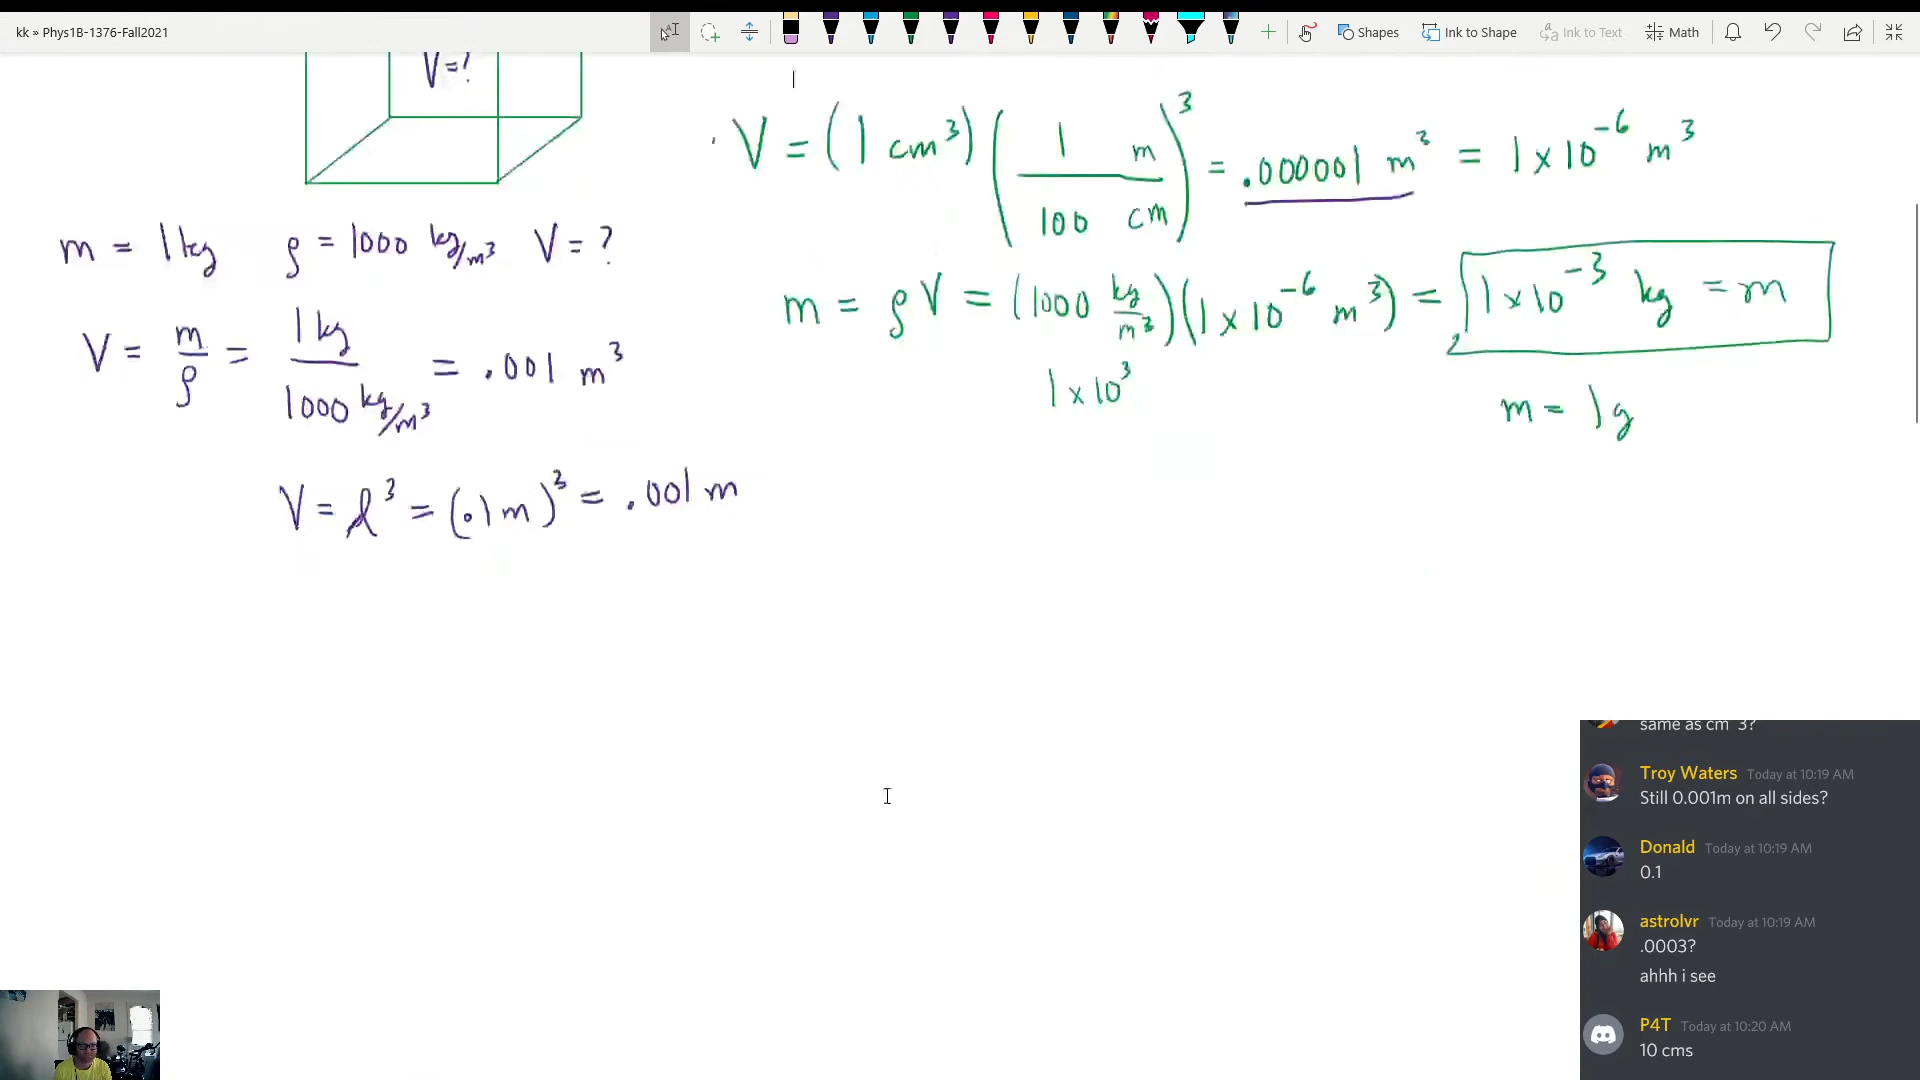 kk » Phys1B-1376-Fall2021
Shapes
Ink to Shape
Ink to Text
Math
V=?
m = 1kg ρ = 1000 kg/m³ V = ?
V = m/ρ = 1 kg / 1000 kg/m³ = .001 m³
V = l³ = (.1m)³ = .001 m
V = (1 cm³) (1 m / 100 cm)³ = .000001 m³ = 1 x 10⁻⁶ m³
m = ρV = (1000 kg/m³)(1 x 10⁻⁶ m³) = 1 x 10⁻³ kg = m
1 x 10³
m = 1g
same as cm^3?
Troy Waters Today at 10:19 AM
Still 0.001m on all sides?
Donald Today at 10:19 AM
0.1
astrolvr Today at 10:19 AM
.0003?
ahhh i see
P4T Today at 10:20 AM
10 cms